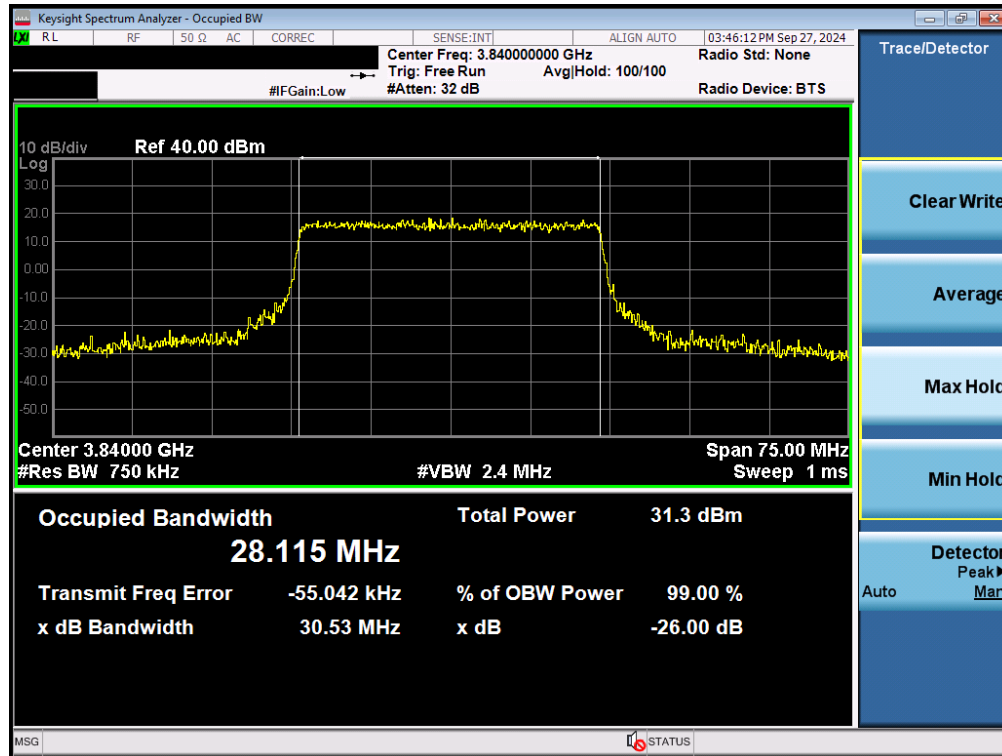 Keysight Spectrum Analyzer - Occupied BW
LXI RL RF 50 Ω AC CORREC SENSE:INT ALIGN AUTO 03:46:12 PM Sep 27, 2024
Center Freq: 3.840000000 GHz Radio Std: None
Trig: Free Run Avg|Hold: 100/100
#IFGain:Low #Atten: 32 dB Radio Device: BTS
10 dB/div Ref 40.00 dBm
Log
30.0
20.0
10.0
0.00
-10.0
-20.0
-30.0
-40.0
-50.0
Center 3.84000 GHz Span 75.00 MHz
#Res BW 750 kHz #VBW 2.4 MHz Sweep 1 ms
Occupied Bandwidth Total Power 31.3 dBm
28.115 MHz
Transmit Freq Error -55.042 kHz % of OBW Power 99.00 %
x dB Bandwidth 30.53 MHz x dB -26.00 dB
MSG STATUS
Trace/Detector
Clear Write
Average
Max Hold
Min Hold
Detector
Peak▶
Auto Man